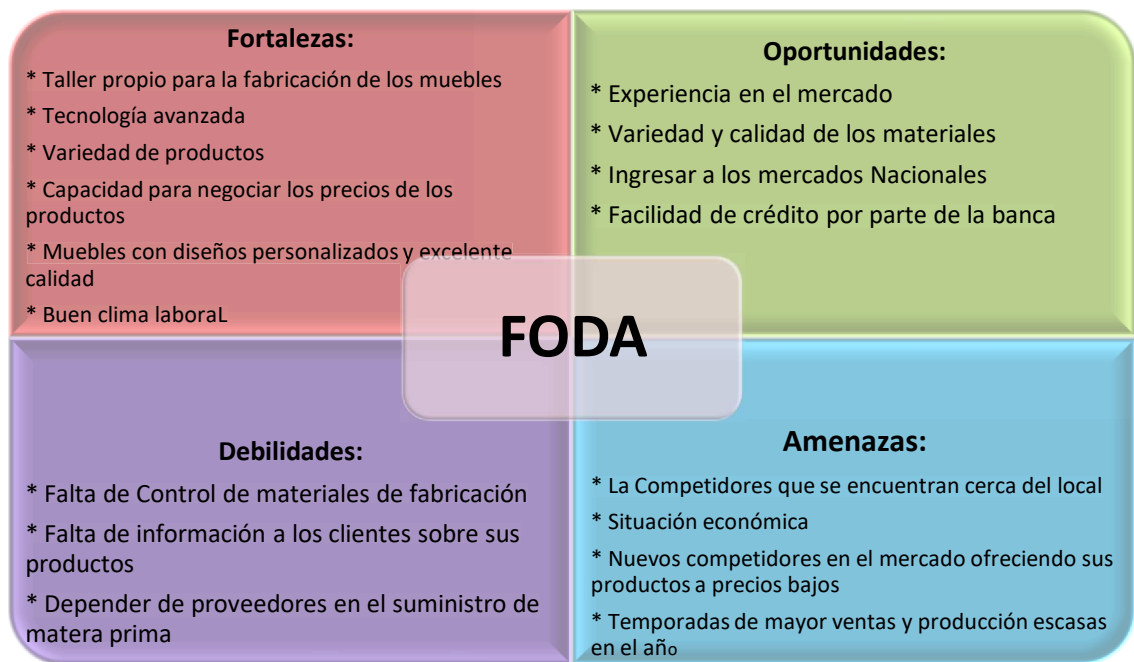 Fortalezas:
* Taller propio para la fabricación de los muebles
* Tecnología avanzada
* Variedad de productos
* Capacidad para negociar los precios de los
productos
* Muebles con diseños personalizados y excelente
calidad
* Buen clima laboraL
Oportunidades:
* Experiencia en el mercado
* Variedad y calidad de los materiales
* Ingresar a los mercados Nacionales
* Facilidad de crédito por parte de la banca
FODA
Debilidades:
* Falta de Control de materiales de fabricación
* Falta de información a los clientes sobre sus
productos
* Depender de proveedores en el suministro de
matera prima
Amenazas:
* La Competidores que se encuentran cerca del local
* Situación económica
* Nuevos competidores en el mercado ofreciendo sus
productos a precios bajos
* Temporadas de mayor ventas y producción escasas
en el año